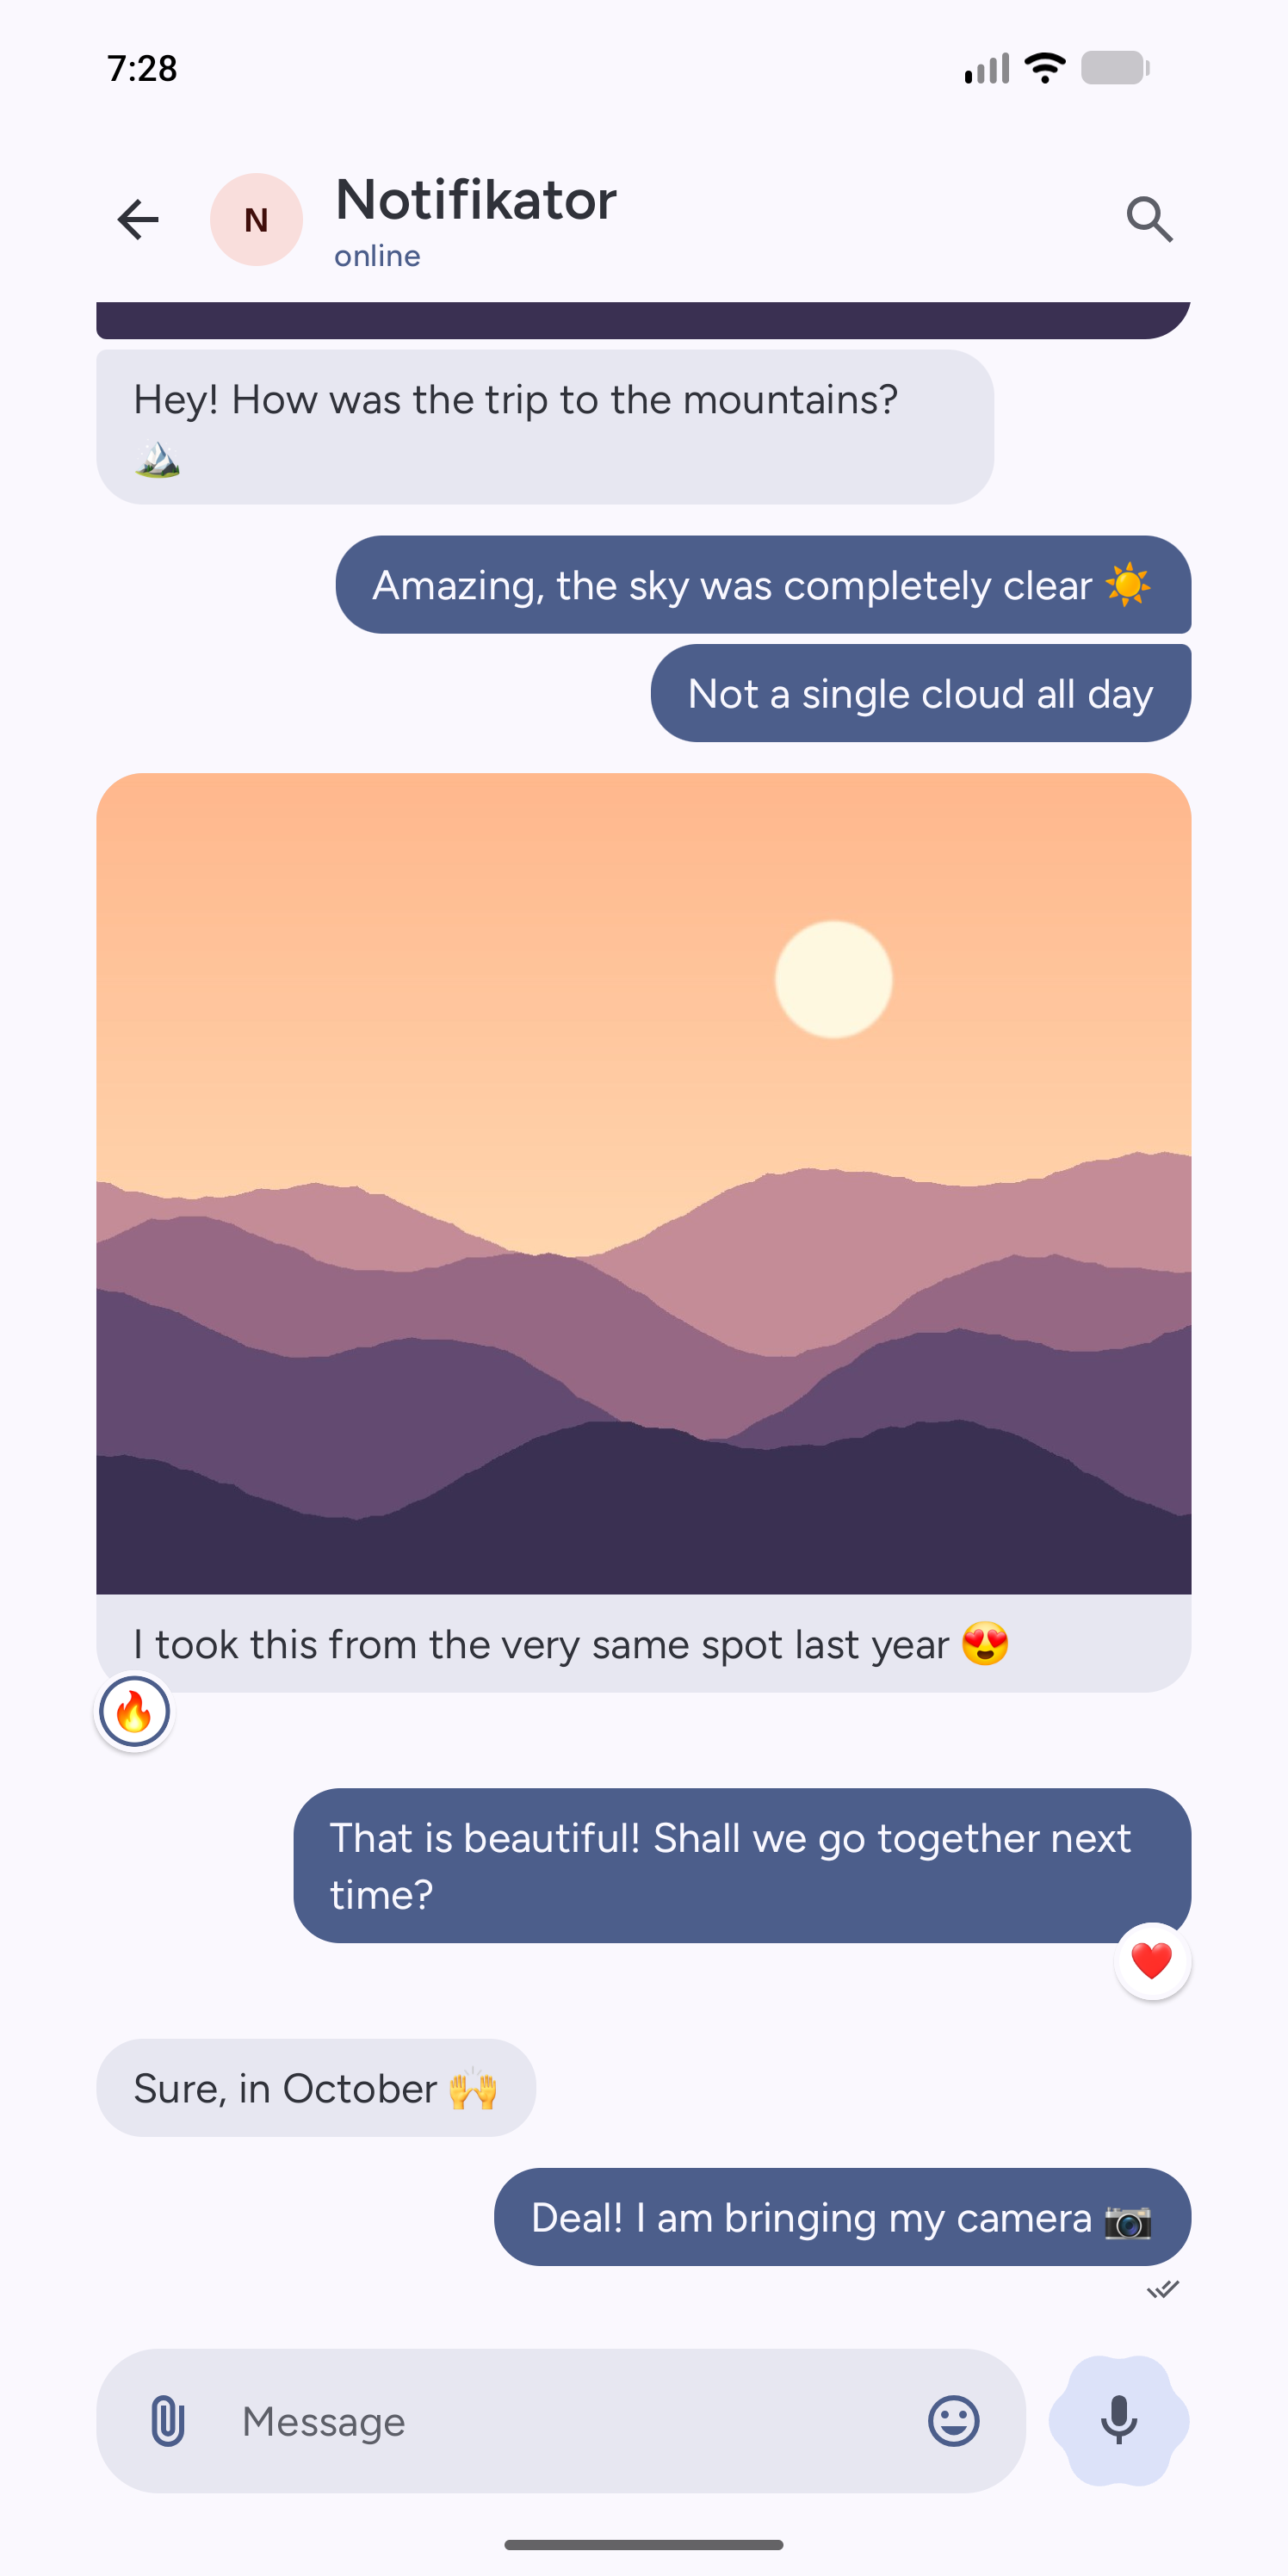 7:28
N
Notifikator
online
Hey! How was the trip to the mountains?
🏔️
Amazing, the sky was completely clear ☀️
Not a single cloud all day
I took this from the very same spot last year 😍
🔥
That is beautiful! Shall we go together next
time?
❤️
Sure, in October 🙌
Deal! I am bringing my camera 📷
Message